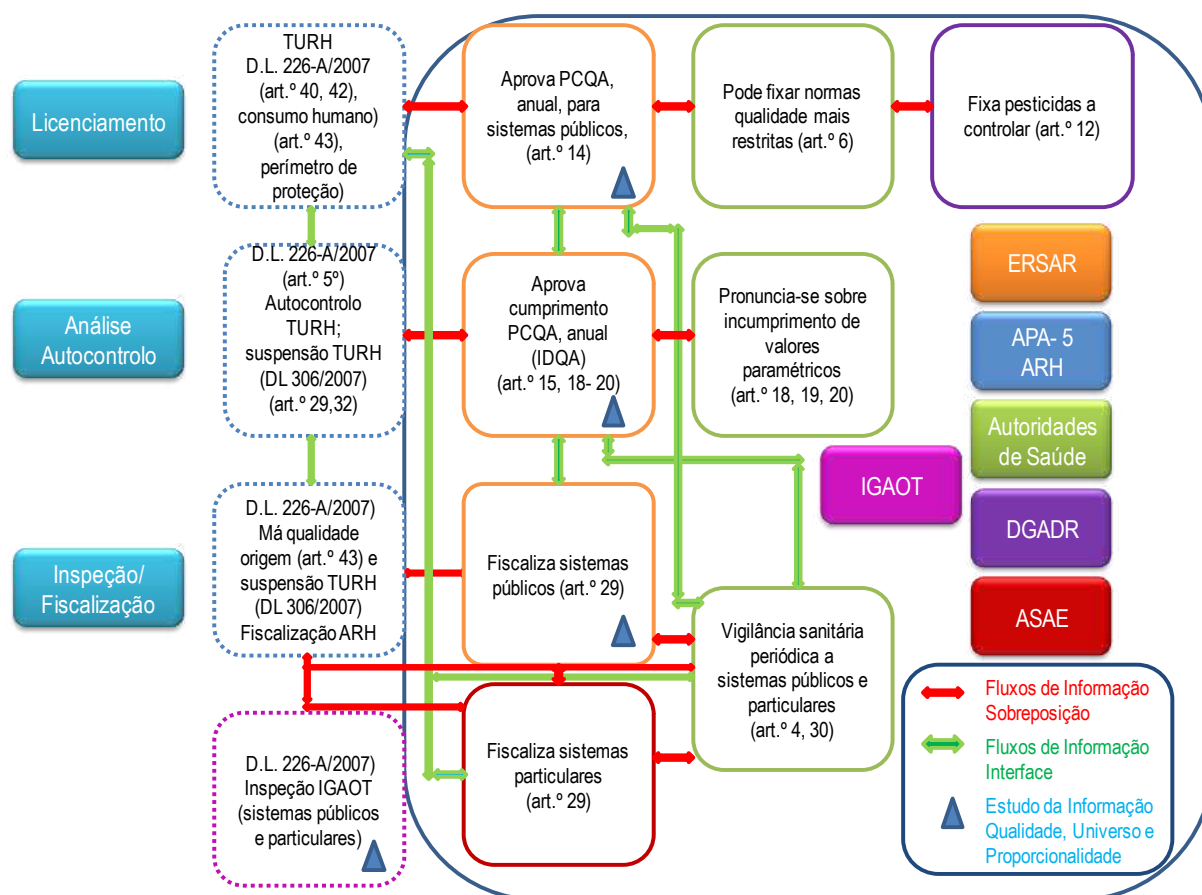 Licenciamento
TURH
D.L. 226-A/2007
(art.º 40, 42),
consumo humano)
(art.º 43),
perímetro de
proteção)
Aprova PCQA,
anual, para
sistemas públicos,
(art.º 14)
Pode fixar normas
qualidade mais
restritas (art.º 6)
Fixa pesticidas a
controlar (art.º 12)
Análise
Autocontrolo
D.L. 226-A/2007
(art.º 5º)
Autocontrolo
TURH;
suspensão TURH
(DL 306/2007)
(art.º 29,32)
Aprova
cumprimento
PCQA, anual
(IDQA)
(art.º 15, 18- 20)
Pronuncia-se sobre
incumprimento de
valores
paramétricos
(art.º 18, 19, 20)
Inspeção/
Fiscalização
D.L. 226-A/2007)
Má qualidade
origem (art.º 43) e
suspensão TURH
(DL 306/2007)
Fiscalização ARH
Fiscaliza sistemas
públicos (art.º 29)
Vigilância sanitária
periódica a
sistemas públicos e
particulares
(art.º 4, 30)
D.L. 226-A/2007)
Inspeção IGAOT
(sistemas públicos
e particulares)
Fiscaliza sistemas
particulares
(art.º 29)
ERSAR
APA- 5
ARH
Autoridades
de Saúde
IGAOT
DGADR
ASAE
Fluxos de Informação
Sobreposição
Fluxos de Informação
Interface
Estudo da Informação
Qualidade, Universo e
Proporcionalidade